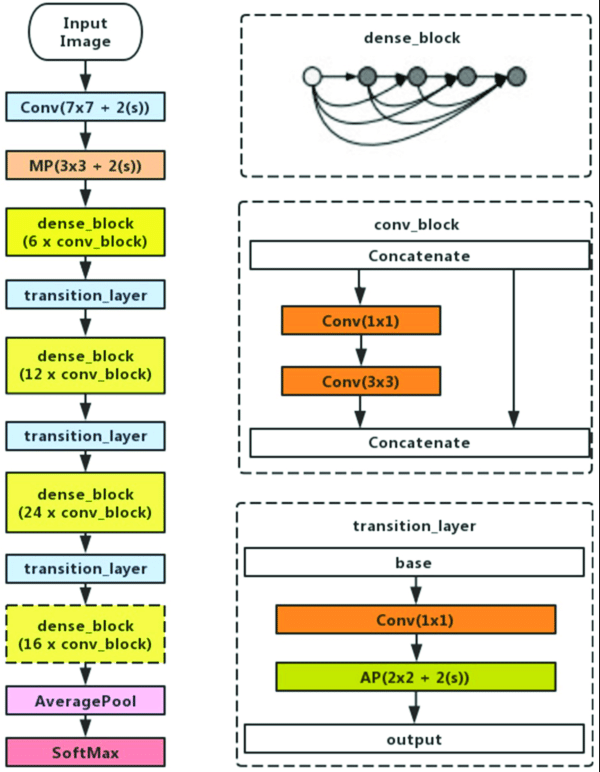 Input
Image
Conv(7x7 + 2(s))
MP(3x3 + 2(s))
dense_block
(6 x conv_block)
transition_layer
dense_block
(12 x conv_block)
transition_layer
dense_block
(24 x conv_block)
transition_layer
dense_block
(16 x conv_block)
AveragePool
SoftMax
dense_block
conv_block
Concatenate
Conv(1x1)
Conv(3x3)
Concatenate
transition_layer
base
Conv(1x1)
AP(2x2 + 2(s))
output